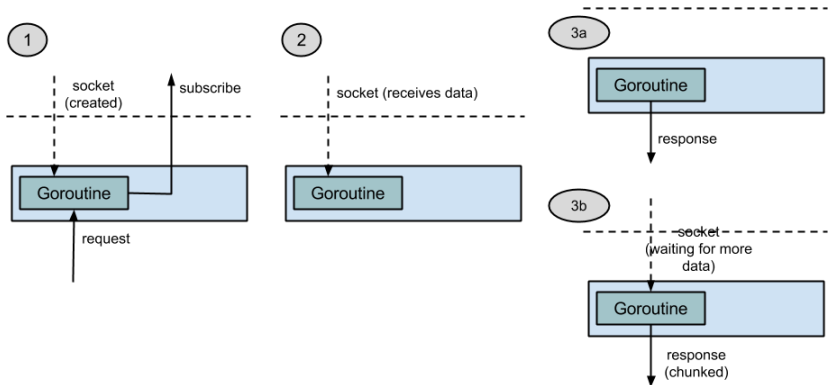 1
socket
(created)
subscribe
Goroutine
request
2
socket (receives data)
Goroutine
3a
Goroutine
response
3b
socket
(waiting for more
data)
Goroutine
response
(chunked)